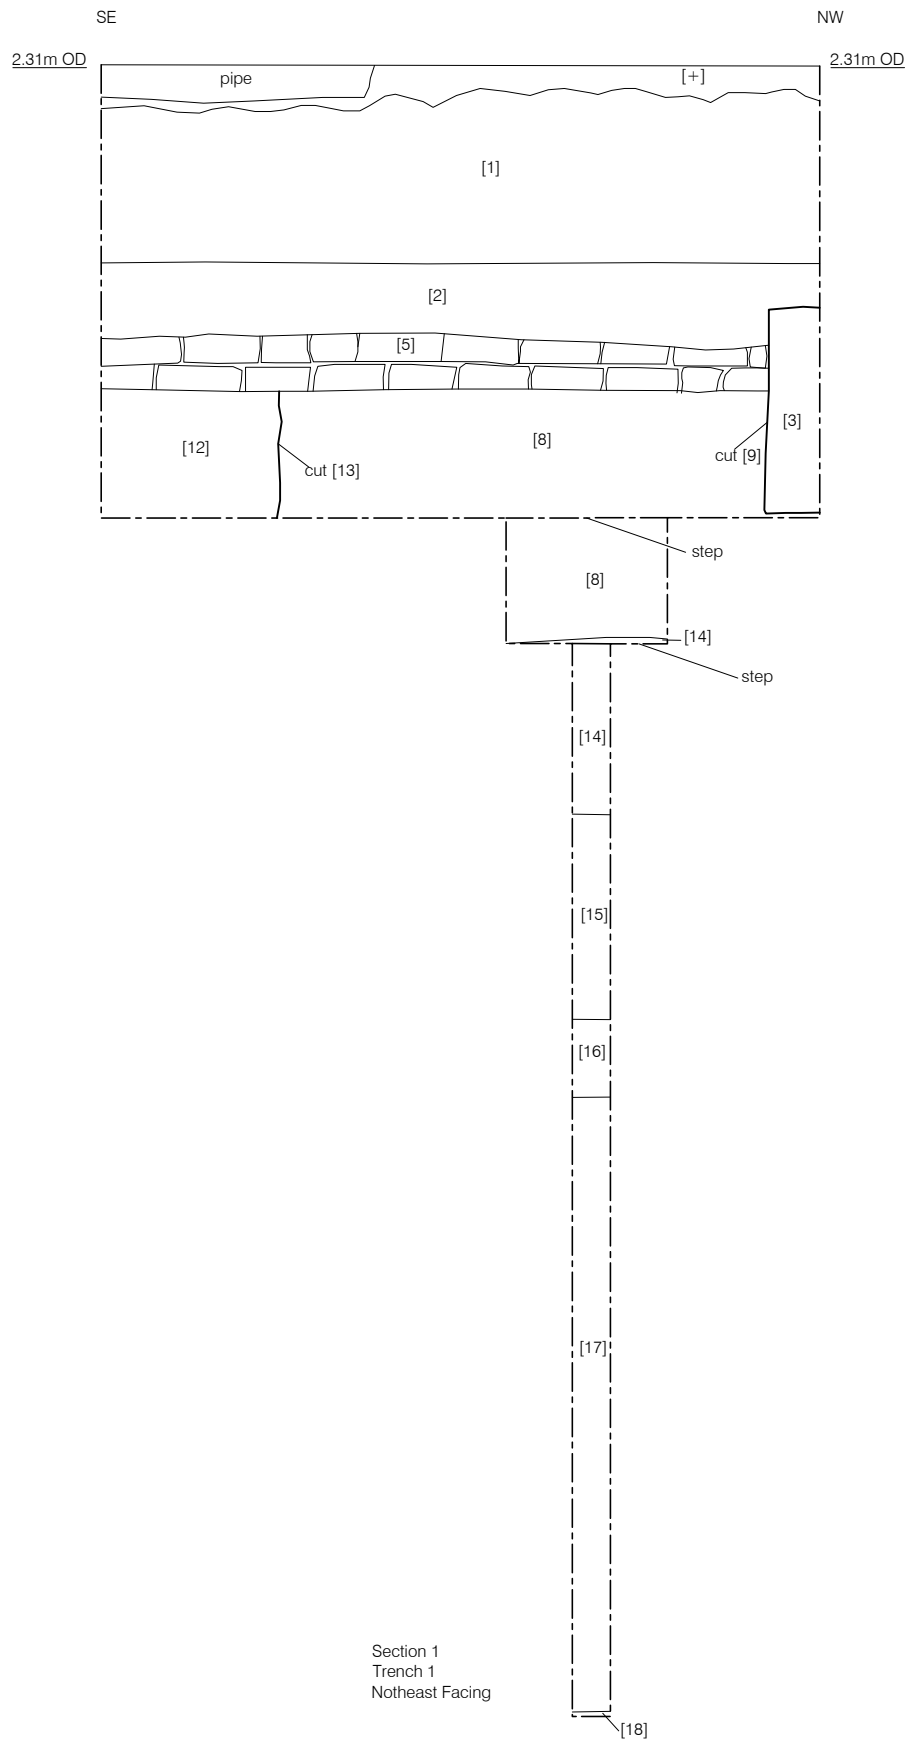 SE
NW
2.31m OD
2.31m OD
pipe
[+]
[1]
[2]
[5]
[3]
[12]
[8]
cut [9]
cut [13]
step
[8]
[14]
step
[14]
[15]
[16]
[17]
Section 1
Trench 1
Notheast Facing
[18]